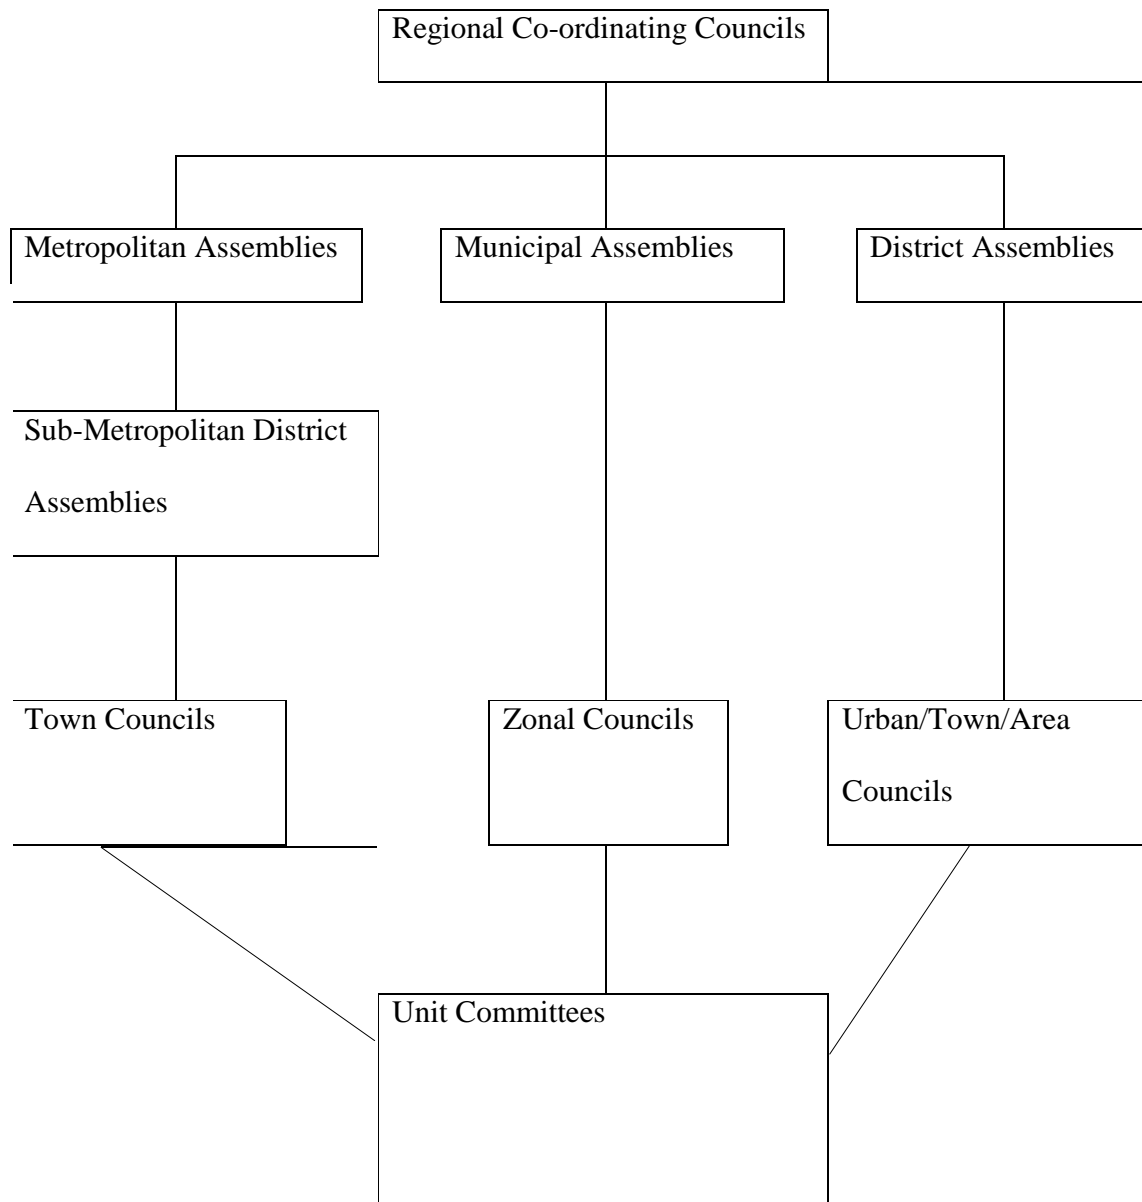 Regional Co-ordinating Councils
Metropolitan Assemblies
Municipal Assemblies
District Assemblies
Sub-Metropolitan District
Assemblies
Town Councils
Zonal Councils
Urban/Town/Area
Councils
Unit Committees